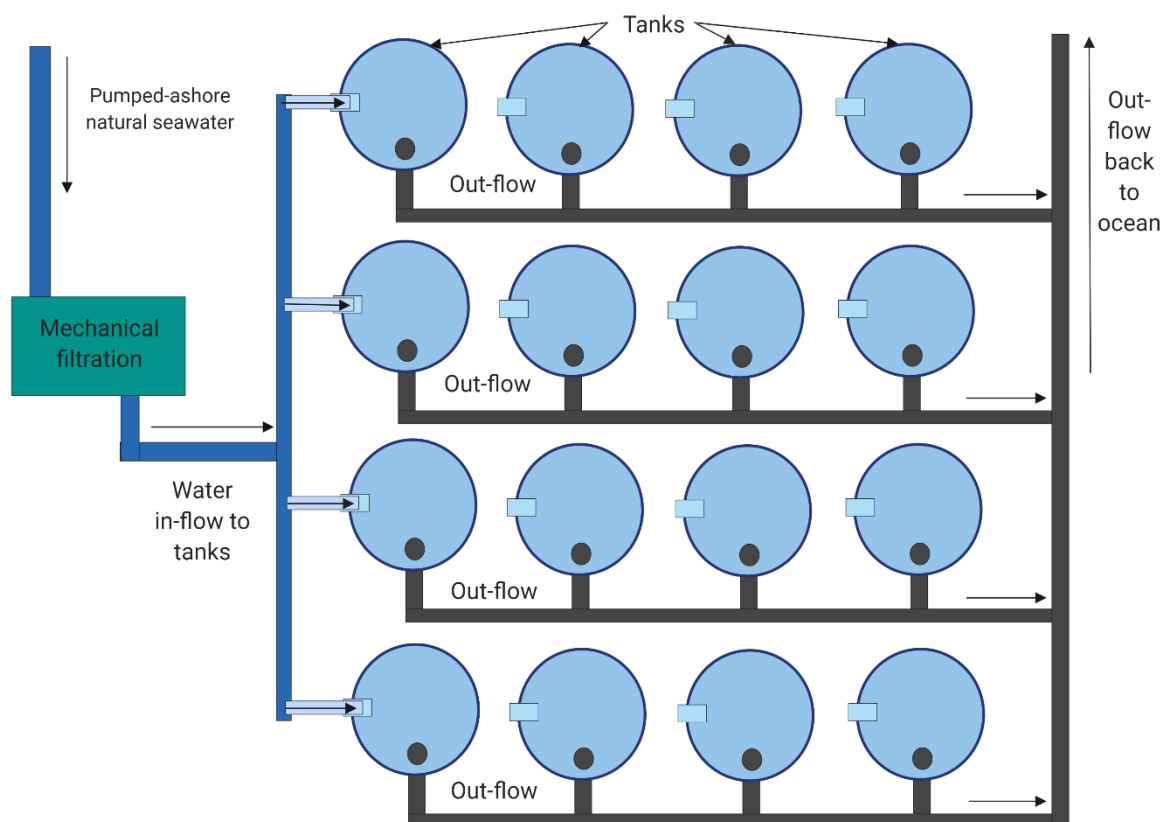 Tanks
Pumped-ashore
natural seawater
Out-
flow
back
to
ocean
Out-flow
Mechanical
filtration
Out-flow
Water
in-flow to
tanks
Out-flow
Out-flow